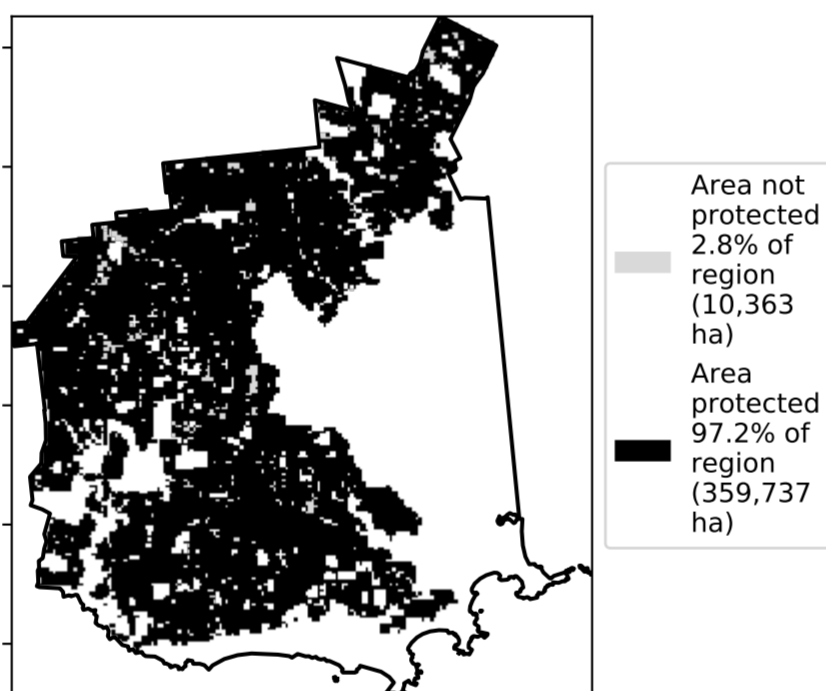 Area not
protected
2.8% of
region
(10,363
ha)
Area
protected
97.2% of
region
(359,737
ha)